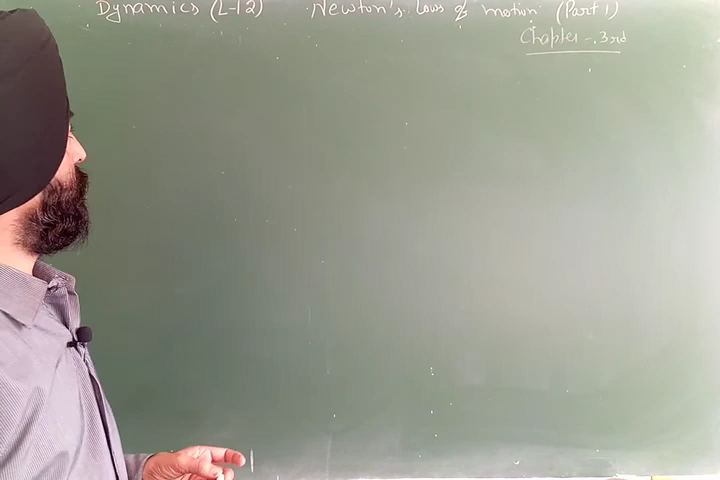 Dynamics (L-12) Newton's Laws of motion (Part 1)
Chapter - 3rd